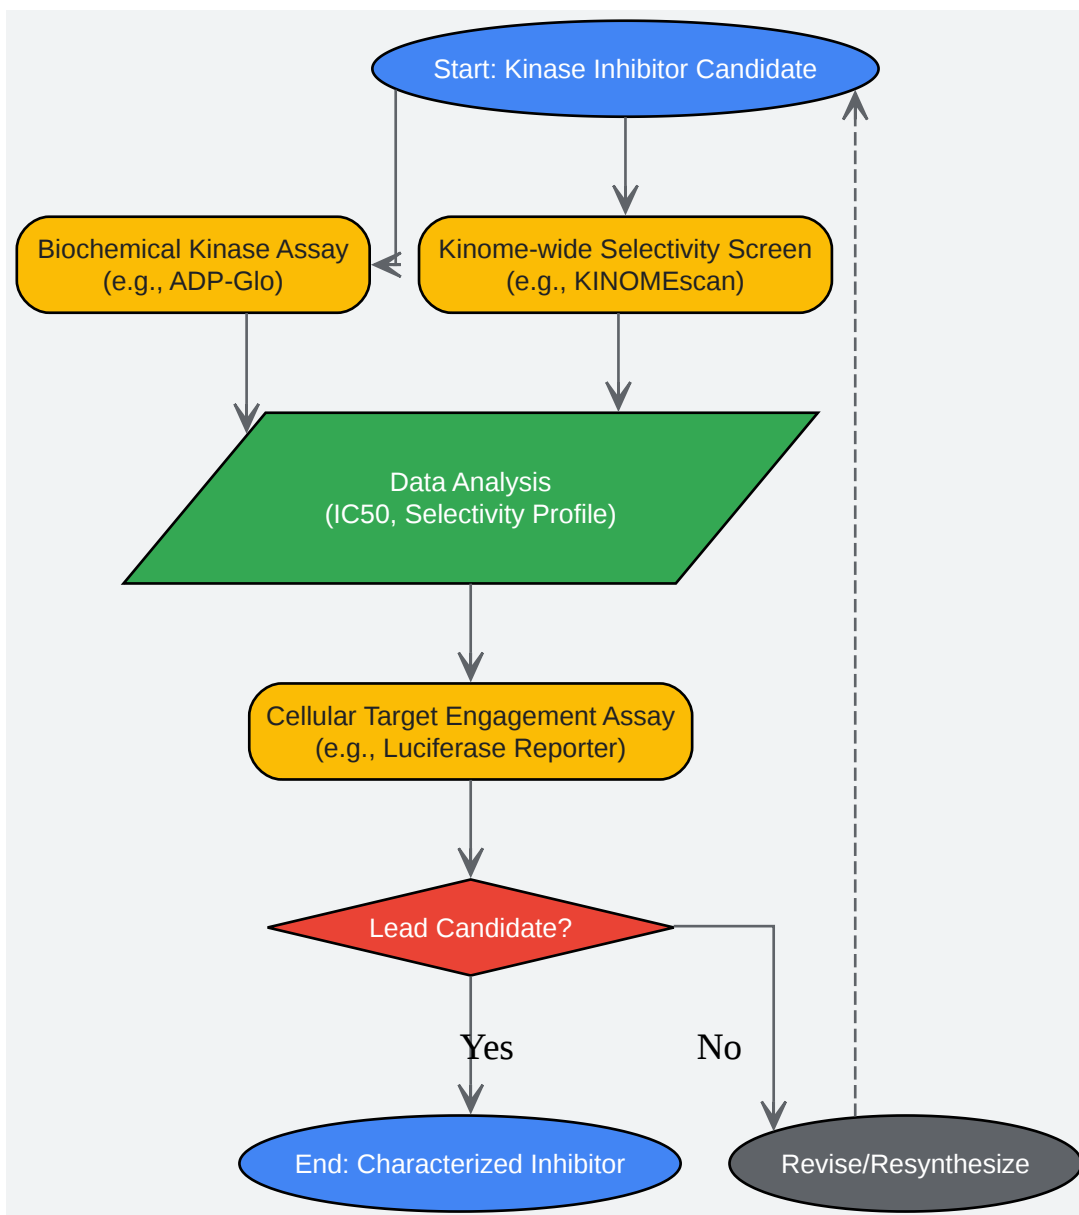 Start: Kinase Inhibitor Candidate
Biochemical Kinase Assay
(e.g., ADP-Glo)
Kinome-wide Selectivity Screen
(e.g., KINOMEscan)
Data Analysis
(IC50, Selectivity Profile)
Cellular Target Engagement Assay
(e.g., Luciferase Reporter)
Lead Candidate?
Yes
No
End: Characterized Inhibitor
Revise/Resynthesize